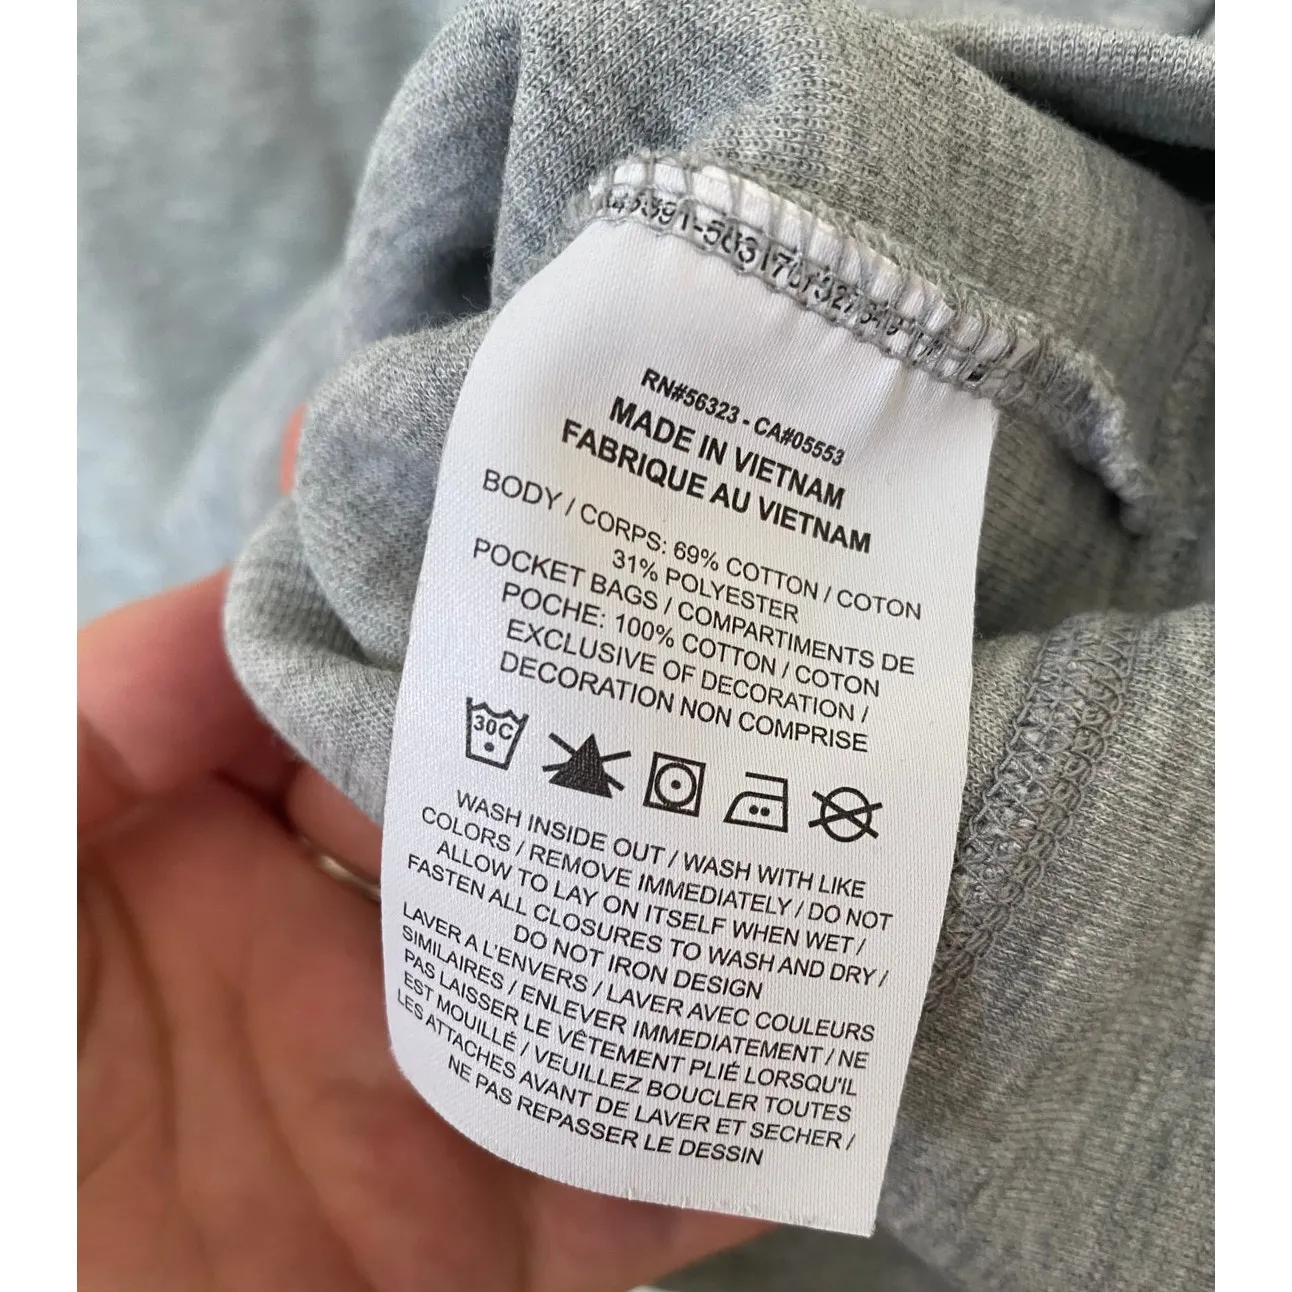 RN#56323 - CA#05553
MADE IN VIETNAM
FABRIQUE AU VIETNAM
BODY / CORPS: 69% COTTON / COTON
31% POLYESTER
POCKET BAGS / COMPARTIMENTS DE
POCHE: 100% COTTON / COTON
EXCLUSIVE OF DECORATION /
DECORATION NON COMPRISE
30C
WASH INSIDE OUT / WASH WITH LIKE
COLORS / REMOVE IMMEDIATELY / DO NOT
ALLOW TO LAY ON ITSELF WHEN WET /
FASTEN ALL CLOSURES TO WASH AND DRY /
DO NOT IRON DESIGN
LAVER A L'ENVERS / LAVER AVEC COULEURS
SIMILAIRES / ENLEVER IMMEDIATEMENT / NE
PAS LAISSER LE VÊTEMENT PLIÉ LORSQU'IL
EST MOUILLÉ / VEUILLEZ BOUCLER TOUTES
LES ATTACHES AVANT DE LAVER ET SECHER /
NE PAS REPASSER LE DESSIN